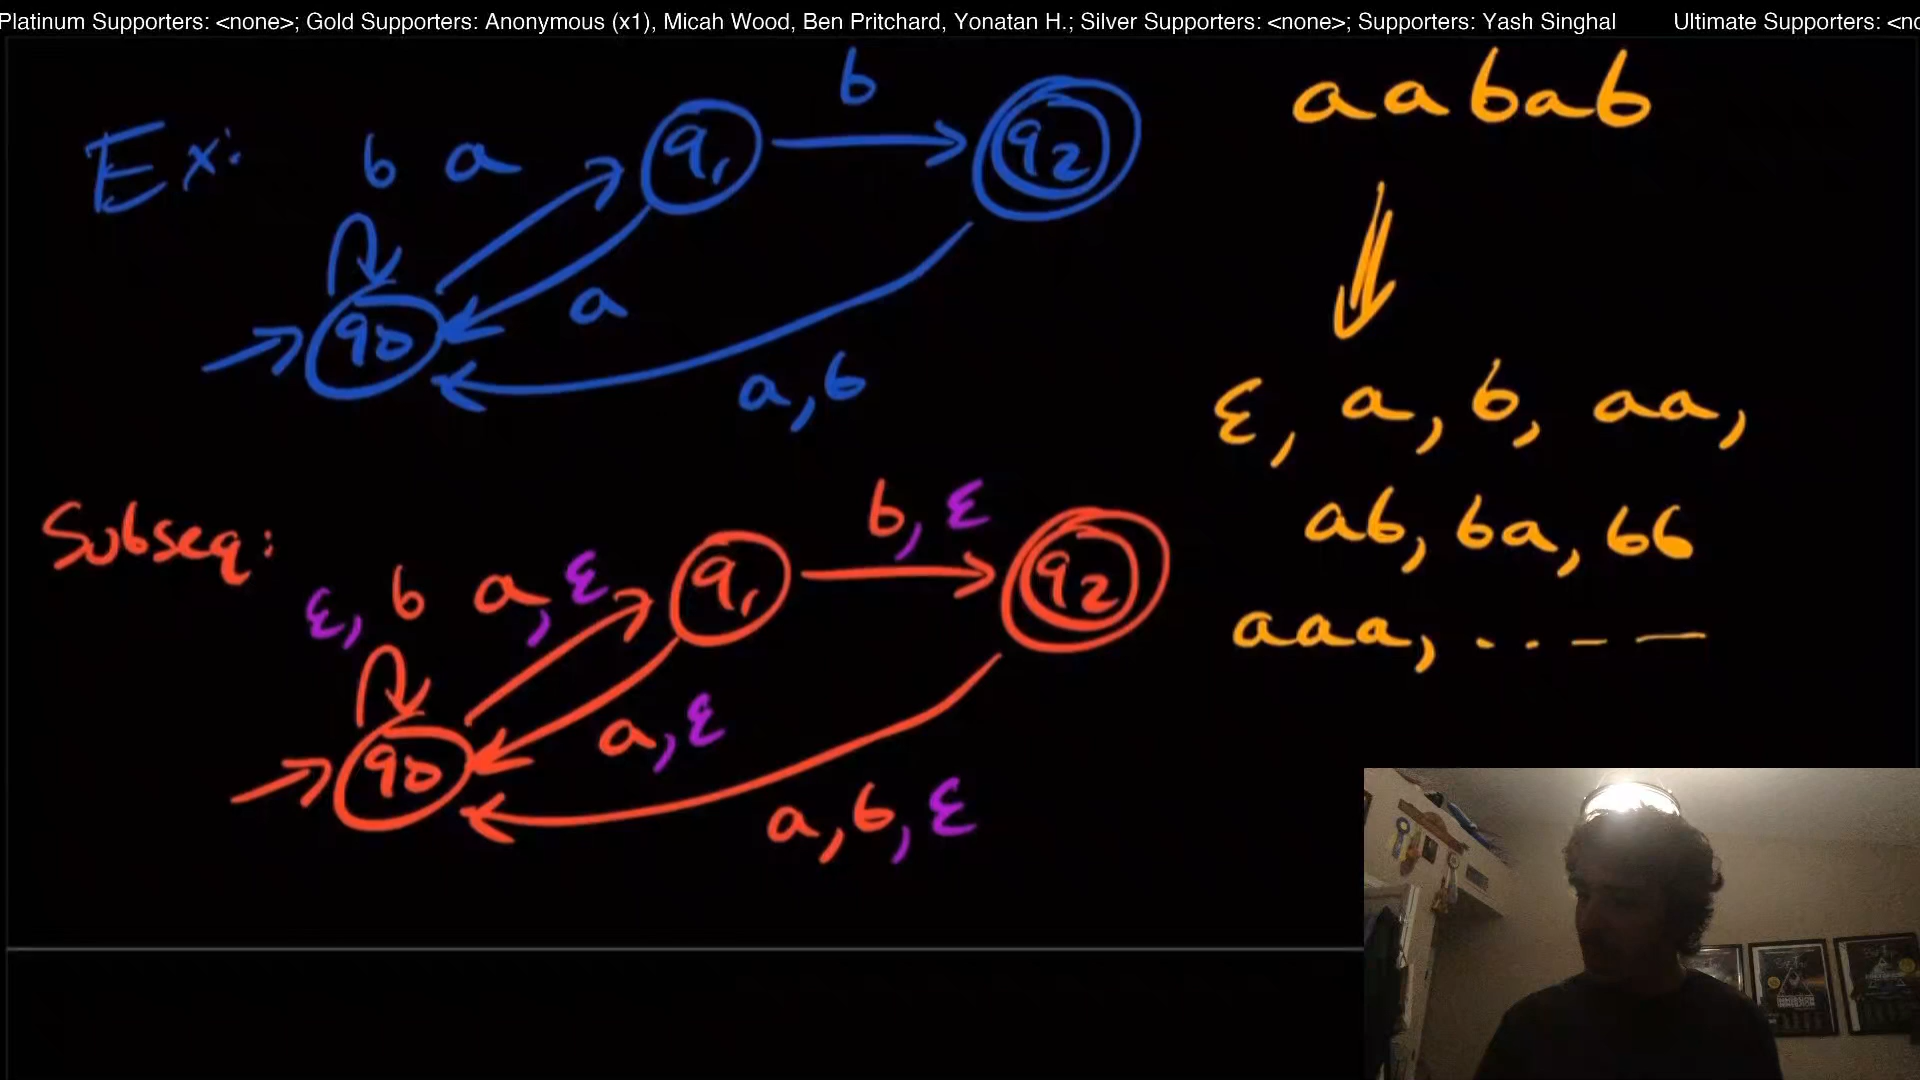 Platinum Supporters: <none>; Gold Supporters: Anonymous (x1), Micah Wood, Ben Pritchard, Yonatan H.; Silver Supporters: <none>; Supporters: Yash Singhal Ultimate Supporters: <no
Ex:
b a
q1
b
q2
q0
a
a,b
aabab
ε, a, b, aa,
ab, ba, bb
aaa, ....
Subseq:
ε, b a, ε
q1
b, ε
q2
q0
a, ε
a,b, ε